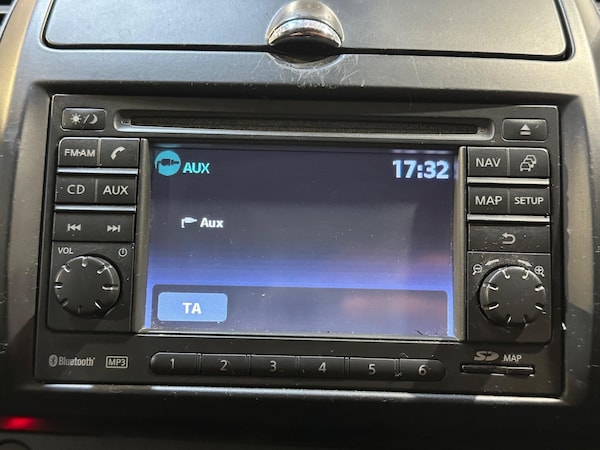 FM•AM
CD AUX
VOL
AUX 17:32
Aux
TA
NAV
MAP SETUP
Bluetooth MP3
1 2 3 4 5 6
SD MAP